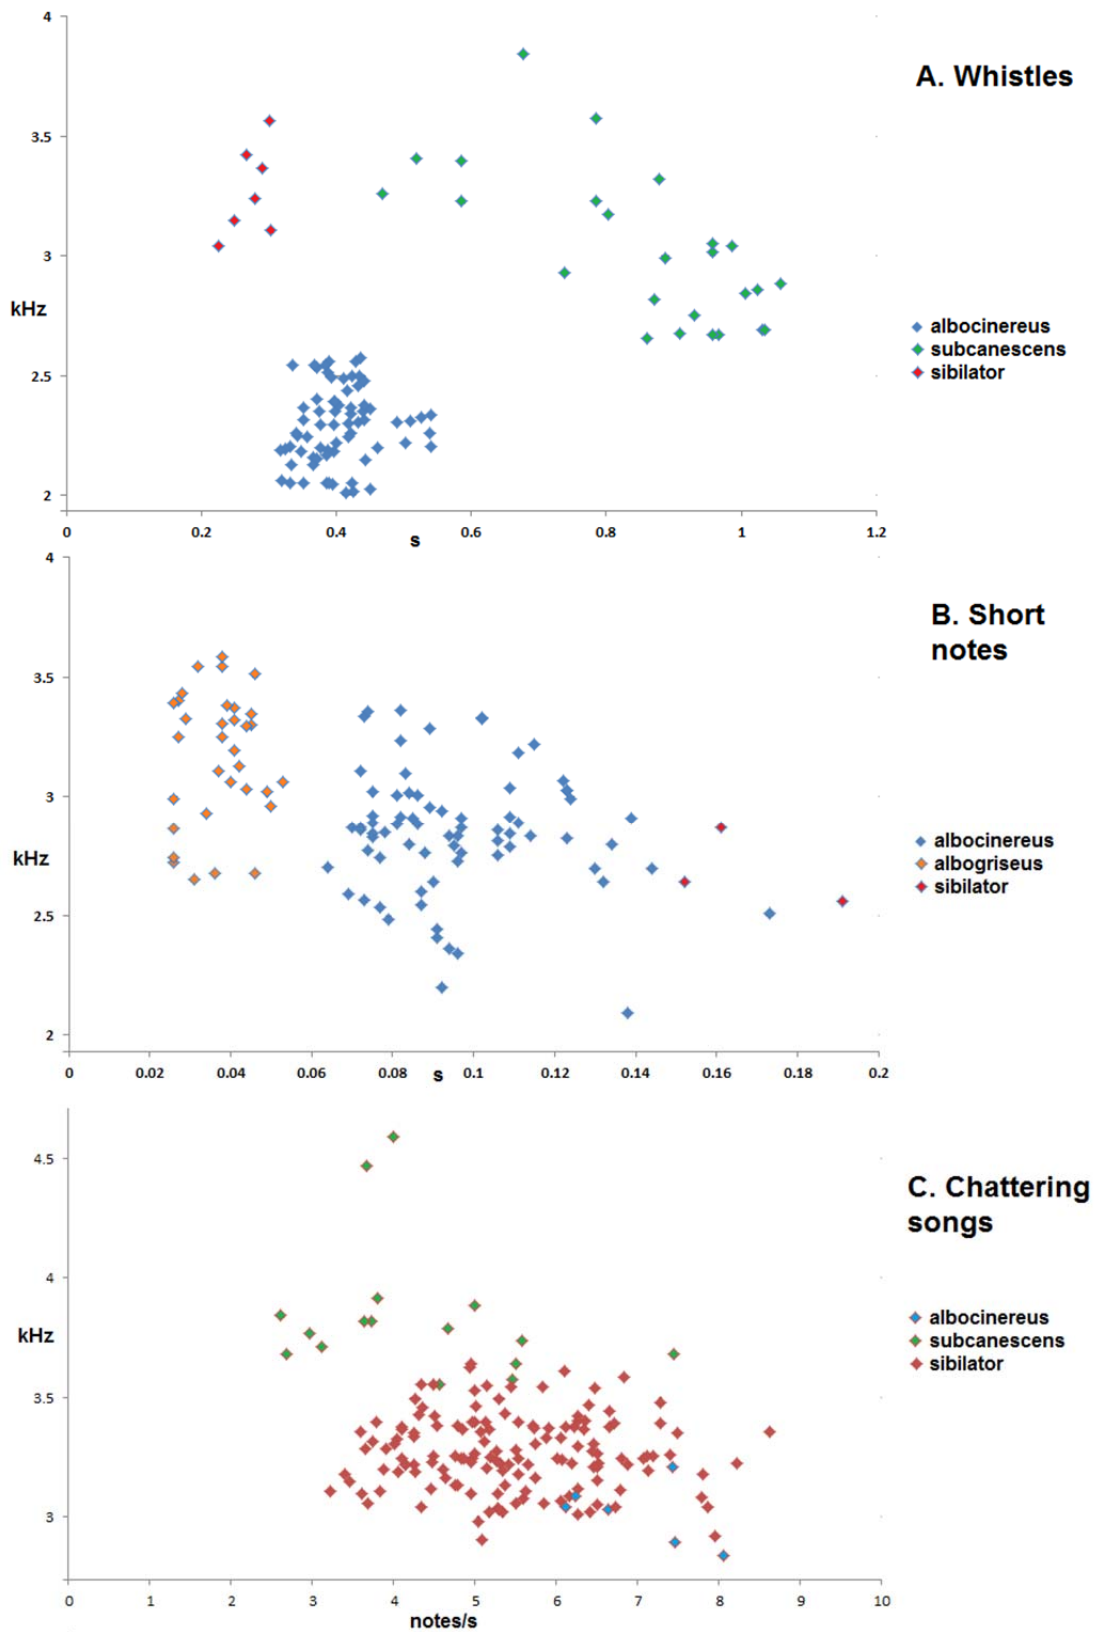 4
A. Whistles
3.5
3
kHz
albocinereus
subcanescens
sibilator
2.5
2
0 0.2 0.4 0.6 0.8 1 1.2
s
4
B. Short
notes
3.5
3
kHz
albocinereus
albogriseus
sibilator
2.5
2
0 0.02 0.04 0.06 0.08 0.1 0.12 0.14 0.16 0.18 0.2
s
4.5
C. Chattering
songs
4
kHz
albocinereus
subcanescens
sibilator
3.5
3
0 1 2 3 4 5 6 7 8 9 10
notes/s